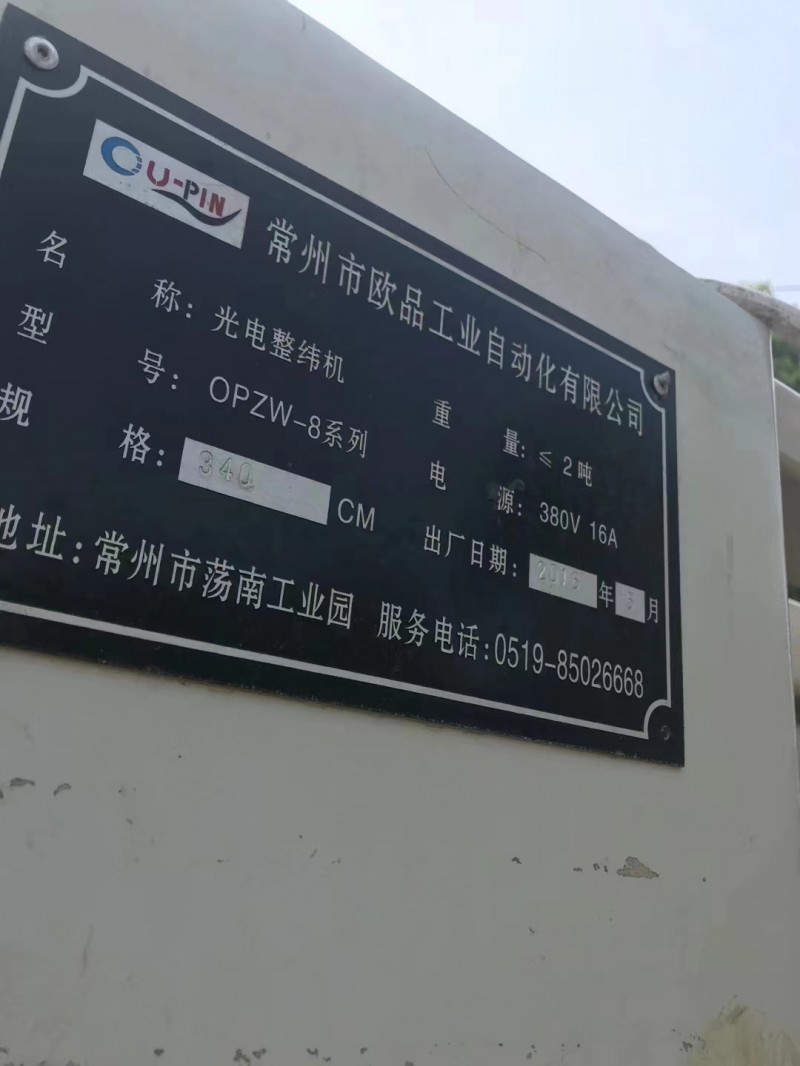 OU-PIN 常州市欧品工业自动化有限公司
名 称: 光电整纬机 重 量: ≤ 2吨
型 号: OPZW-8系列 电 源: 380V 16A
规 格: 340 CM 出厂日期: 2016 年 5 月
地址: 常州市荡南工业园 服务电话:0519-85026668